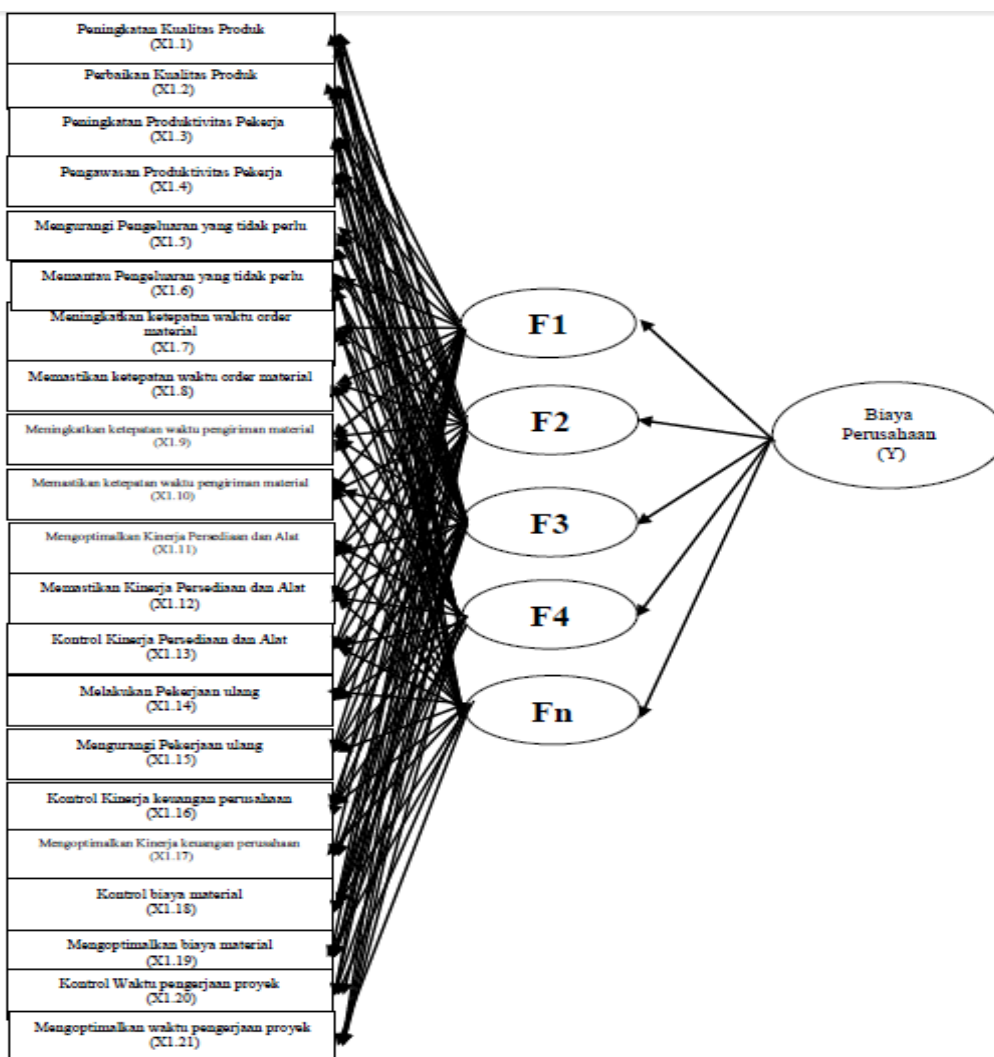 Peningkatan Kualitas Produk
(X1.1)
Perbaikan Kualitas Produk
(X1.2)
Peningkatan Produktivitas Pekerja
(X1.3)
Pengawasan Produktivitas Pekerja
(X1.4)
Mengurangi Pengeluaran yang tidak perlu
(X1.5)
Memantau Pengeluaran yang tidak perlu
(X1.6)
Meningkatkan ketepatan waktu order
material
(X1.7)
Memastikan ketepatan waktu order material
(X1.8)
Meningkatkan ketepatan waktu pengiriman material
(X1.9)
Memastikan ketepatan waktu pengiriman material
(X1.10)
Mengoptimalkan Kinerja Persediaan dan Alat
(X1.11)
Memastikan Kinerja Persediaan dan Alat
(X1.12)
Kontrol Kinerja Persediaan dan Alat
(X1.13)
Melakukan Pekerjaan ulang
(X1.14)
Mengurangi Pekerjaan ulang
(X1.15)
Kontrol Kinerja keuangan perusahaan
(X1.16)
Mengoptimalkan Kinerja keuangan perusahaan
(X1.17)
Kontrol biaya material
(X1.18)
Mengoptimalkan biaya material
(X1.19)
Kontrol Waktu pengerjaan proyek
(X1.20)
Mengoptimalkan waktu pengerjaan proyek
(X1.21)
F1
F2
F3
F4
Fn
Biaya
Perusahaan
(Y)